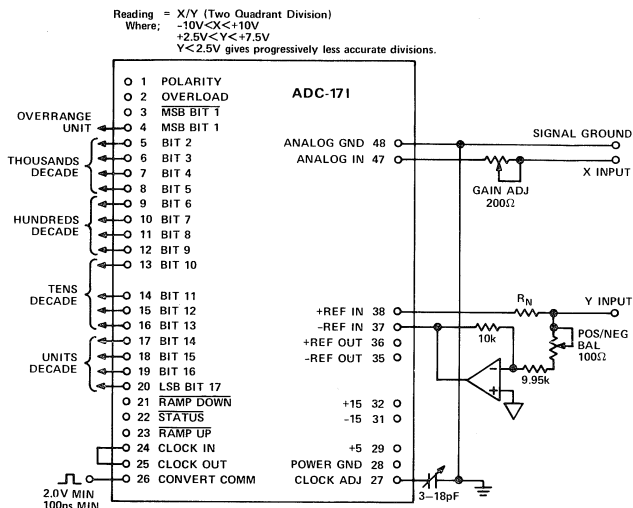 Reading = X/Y (Two Quadrant Division)
Where; -10V<X<+10V
+2.5V<Y<+7.5V
Y<2.5V gives progressively less accurate divisions.
ADC-171
1 POLARITY
2 OVERLOAD
3 MSB BIT 1
OVERRANGE UNIT
4 MSB BIT 1
THOUSANDS DECADE
5 BIT 2
6 BIT 3
7 BIT 4
8 BIT 5
HUNDREDS DECADE
9 BIT 6
10 BIT 7
11 BIT 8
12 BIT 9
TENS DECADE
13 BIT 10
14 BIT 11
15 BIT 12
16 BIT 13
UNITS DECADE
17 BIT 14
18 BIT 15
19 BIT 16
20 LSB BIT 17
21 RAMP DOWN
22 STATUS
23 RAMP UP
24 CLOCK IN
25 CLOCK OUT
26 CONVERT COMM
2.0V MIN
100ns MIN
ANALOG GND 48
SIGNAL GROUND
ANALOG IN 47
X INPUT
GAIN ADJ
200Ω
+REF IN 38
RN
Y INPUT
-REF IN 37
10k
POS/NEG
BAL
100Ω
+REF OUT 36
-REF OUT 35
9.95k
−
+
+15 32
-15 31
+5 29
POWER GND 28
CLOCK ADJ 27
3–18pF